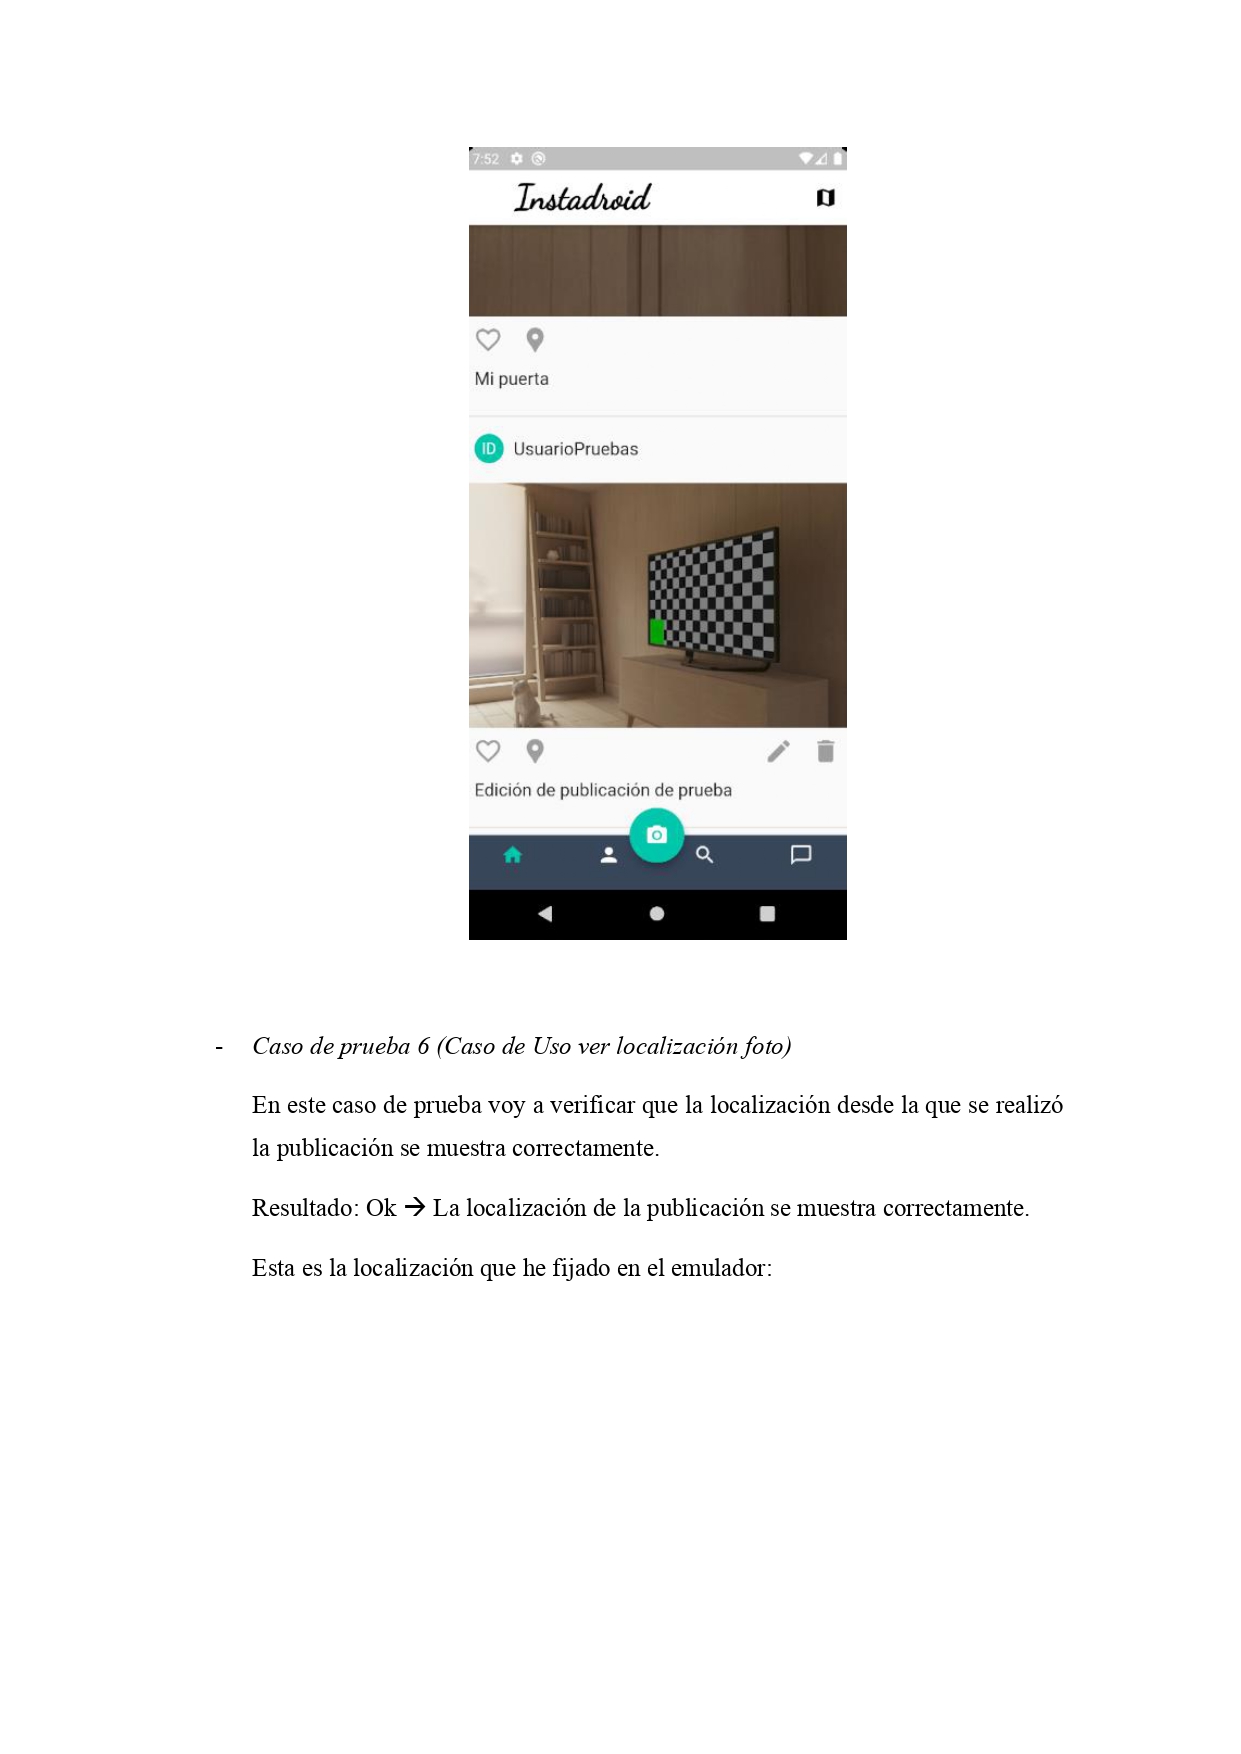 7:52
Instadroid
Mi puerta
ID UsuarioPruebas
Edición de publicación de prueba
- Caso de prueba 6 (Caso de Uso ver localización foto)
En este caso de prueba voy a verificar que la localización desde la que se realizó
la publicación se muestra correctamente.
Resultado: Ok → La localización de la publicación se muestra correctamente.
Esta es la localización que he fijado en el emulador: